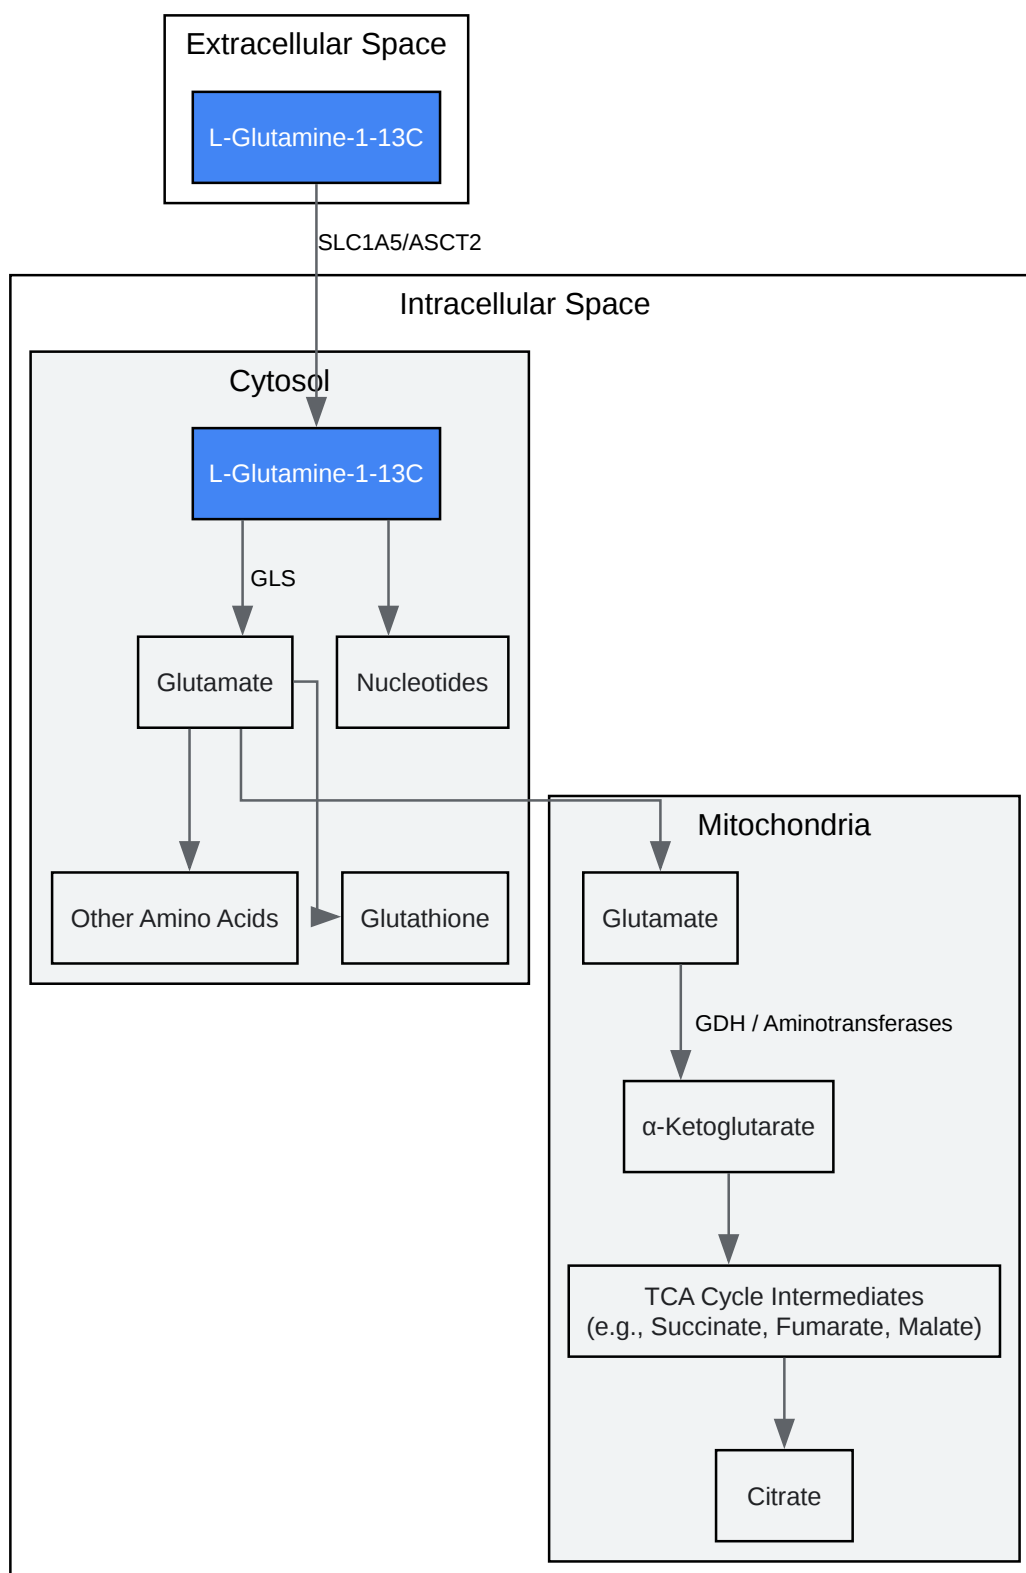 Extracellular Space
L-Glutamine-1-13C
SLC1A5/ASCT2
Intracellular Space
Cytosol
L-Glutamine-1-13C
GLS
Glutamate
Nucleotides
Other Amino Acids
Glutathione
Mitochondria
Glutamate
GDH / Aminotransferases
α-Ketoglutarate
TCA Cycle Intermediates
(e.g., Succinate, Fumarate, Malate)
Citrate